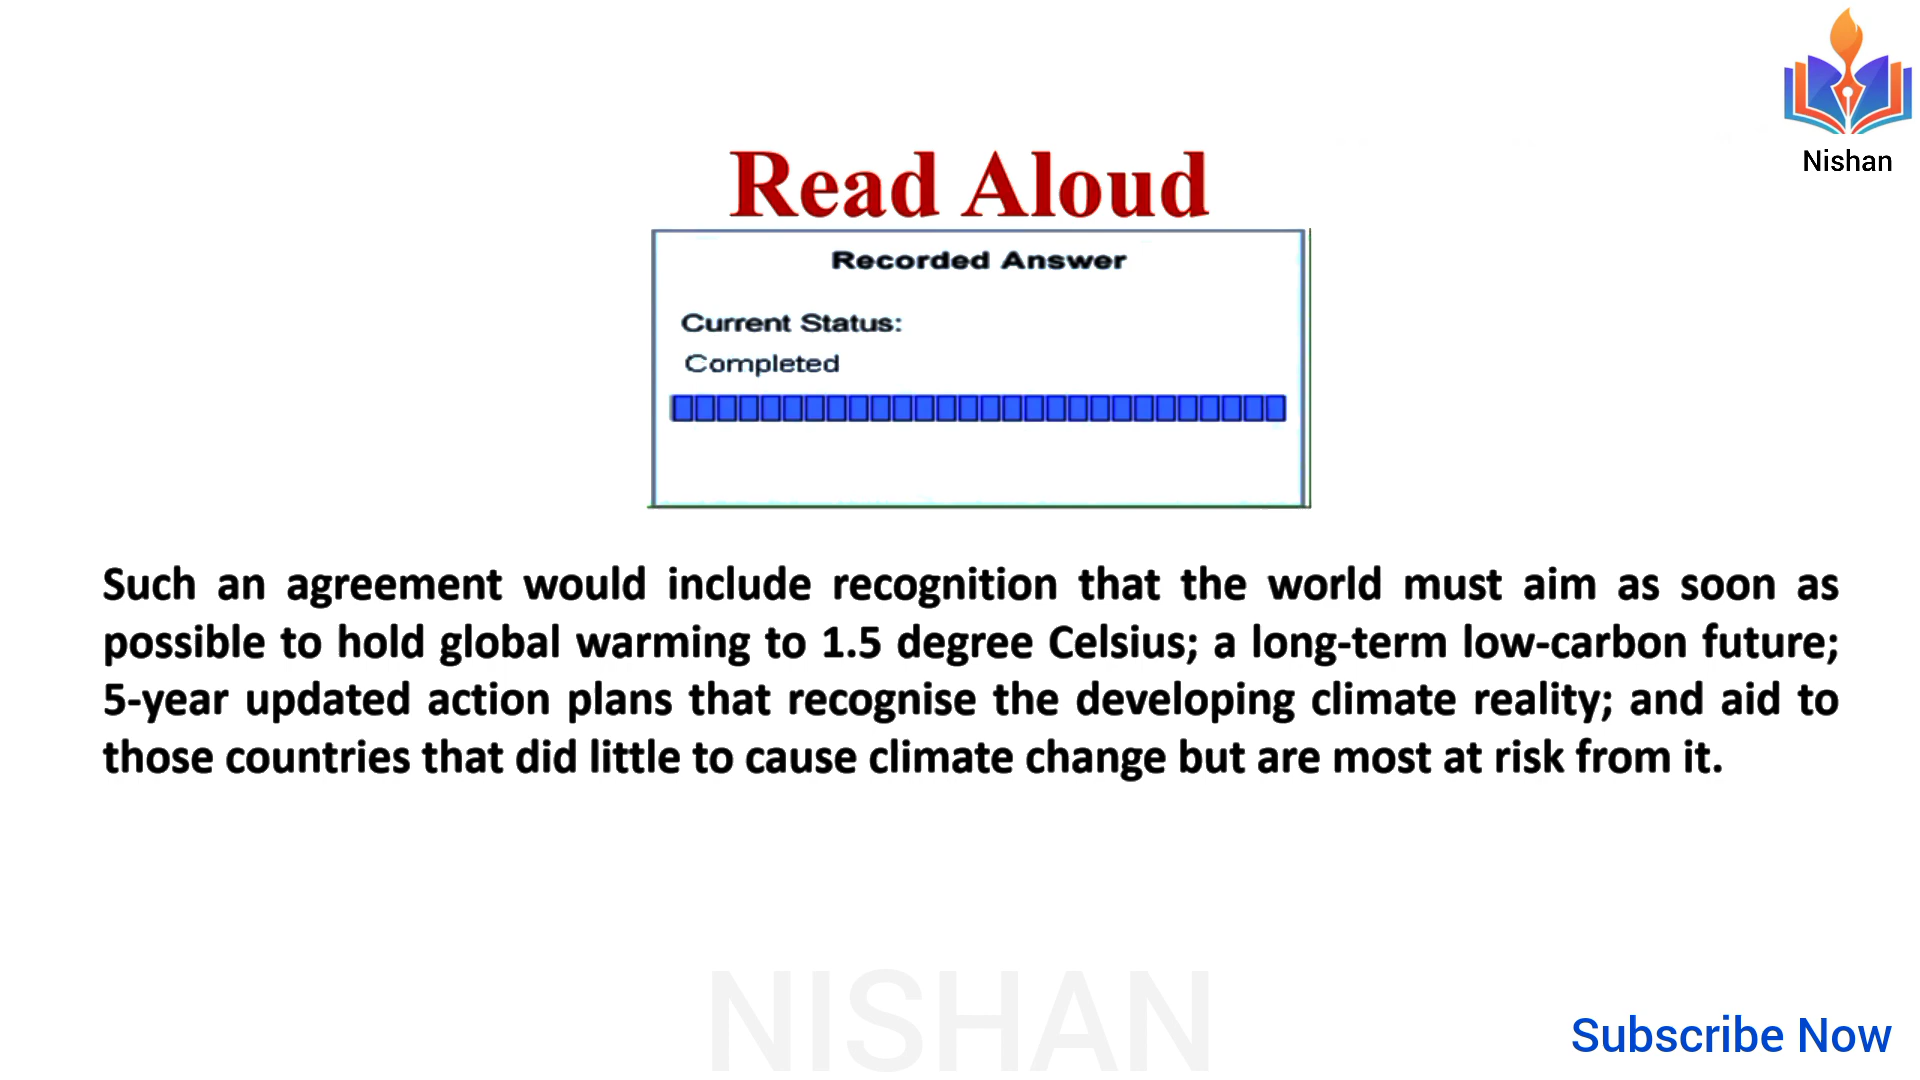 Nishan
Read Aloud
Recorded Answer
Current Status:
Completed
Such an agreement would include recognition that the world must aim as soon as
possible to hold global warming to 1.5 degree Celsius; a long-term low-carbon future;
5-year updated action plans that recognise the developing climate reality; and aid to
those countries that did little to cause climate change but are most at risk from it.
NISHAN
Subscribe Now